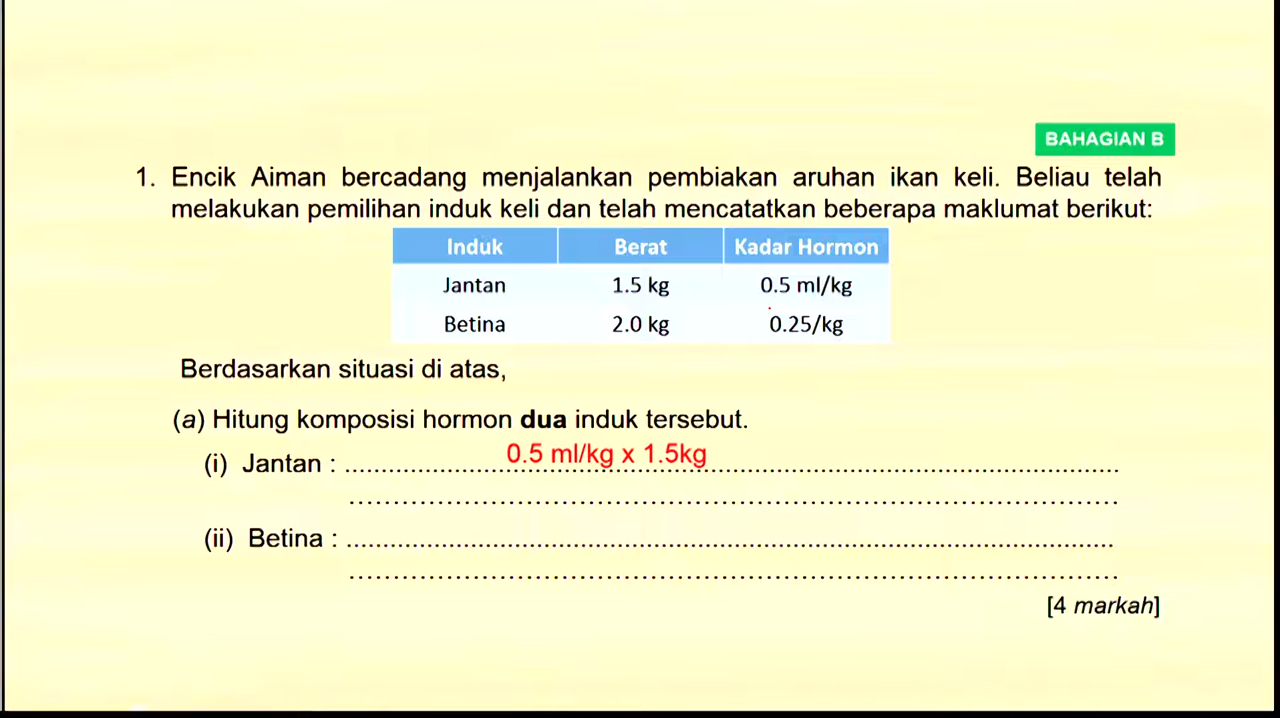 BAHAGIAN B
1. Encik Aiman bercadang menjalankan pembiakan aruhan ikan keli. Beliau telah
melakukan pemilihan induk keli dan telah mencatatkan beberapa maklumat berikut:
Induk Berat Kadar Hormon
Jantan 1.5 kg 0.5 ml/kg
Betina 2.0 kg 0.25/kg
Berdasarkan situasi di atas,
(a) Hitung komposisi hormon dua induk tersebut.
(i) Jantan : 0.5 ml/kg x 1.5kg
(ii) Betina :
[4 markah]